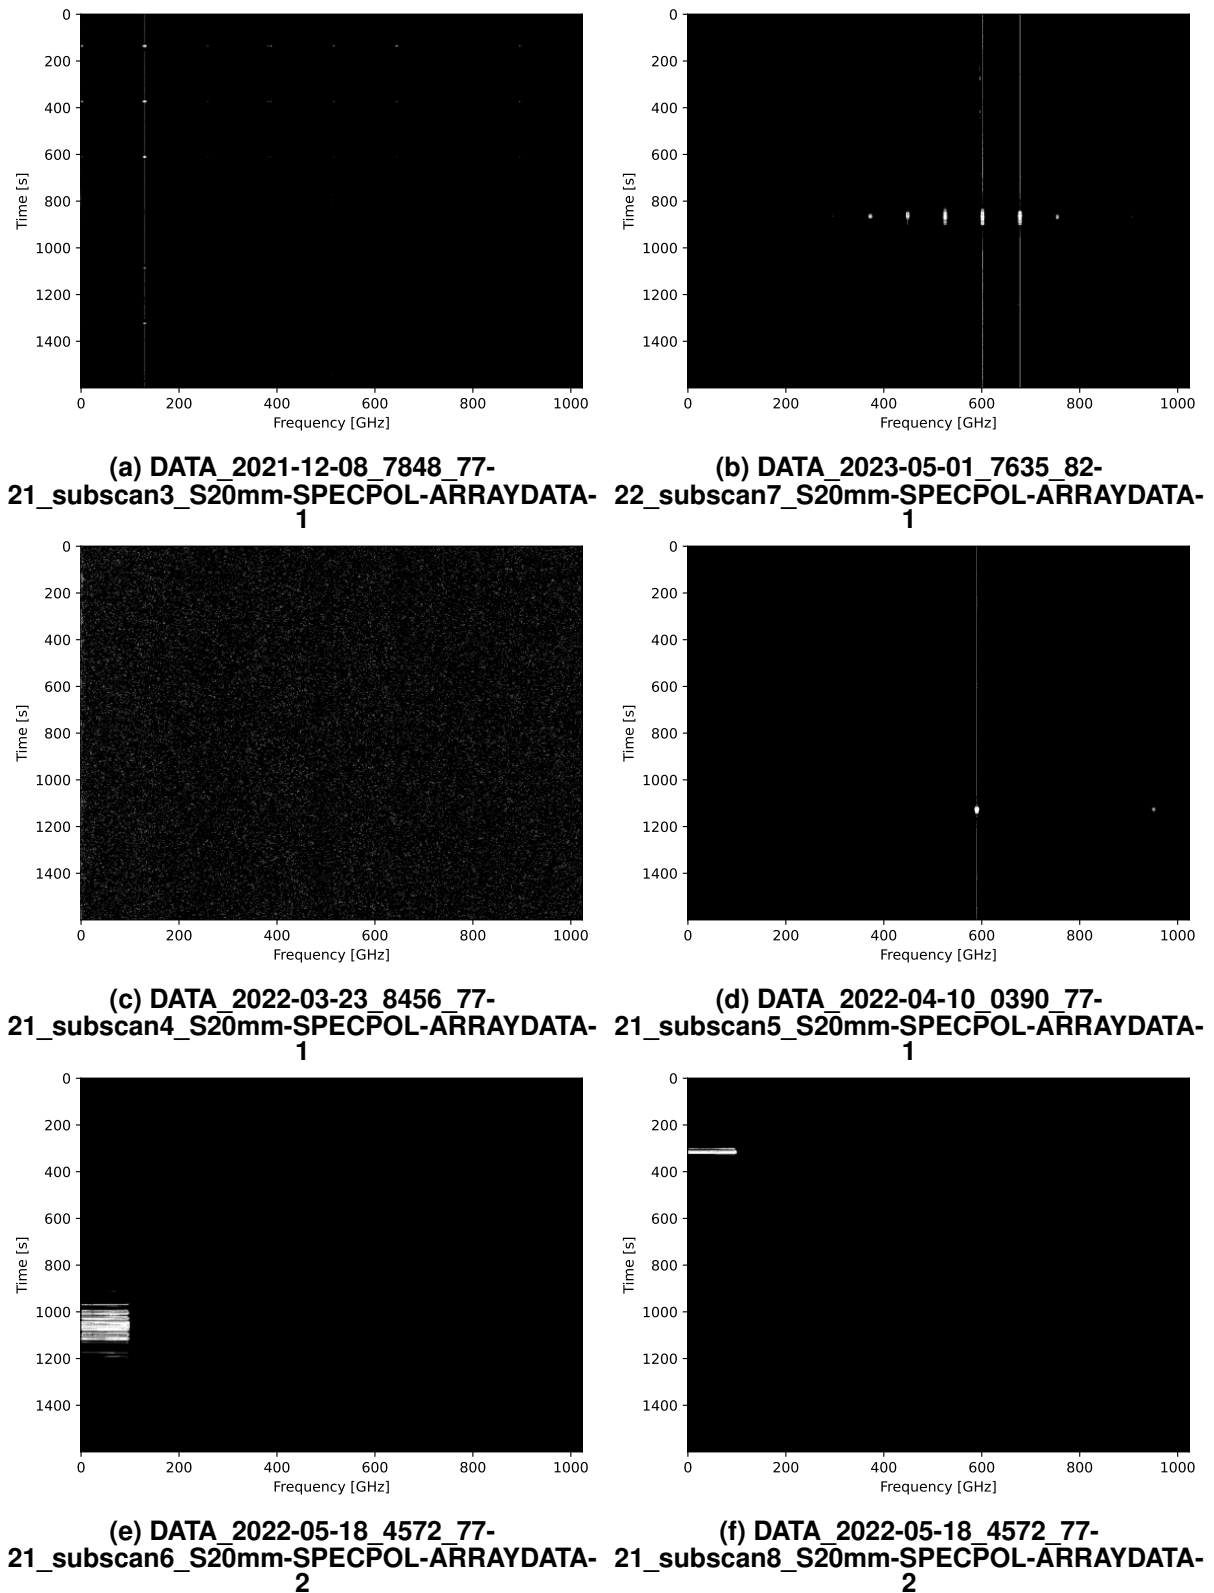 0
200
400
600
800
1000
1200
1400
Time [s]
0 200 400 600 800 1000
Frequency [GHz]
(a) DATA_2021-12-08_7848_77-
21_subscan3_S20mm-SPECPOL-ARRAYDATA-
1
0
200
400
600
800
1000
1200
1400
Time [s]
0 200 400 600 800 1000
Frequency [GHz]
(b) DATA_2023-05-01_7635_82-
22_subscan7_S20mm-SPECPOL-ARRAYDATA-
1
0
200
400
600
800
1000
1200
1400
Time [s]
0 200 400 600 800 1000
Frequency [GHz]
(c) DATA_2022-03-23_8456_77-
21_subscan4_S20mm-SPECPOL-ARRAYDATA-
1
0
200
400
600
800
1000
1200
1400
Time [s]
0 200 400 600 800 1000
Frequency [GHz]
(d) DATA_2022-04-10_0390_77-
21_subscan5_S20mm-SPECPOL-ARRAYDATA-
1
0
200
400
600
800
1000
1200
1400
Time [s]
0 200 400 600 800 1000
Frequency [GHz]
(e) DATA_2022-05-18_4572_77-
21_subscan6_S20mm-SPECPOL-ARRAYDATA-
2
0
200
400
600
800
1000
1200
1400
Time [s]
0 200 400 600 800 1000
Frequency [GHz]
(f) DATA_2022-05-18_4572_77-
21_subscan8_S20mm-SPECPOL-ARRAYDATA-
2